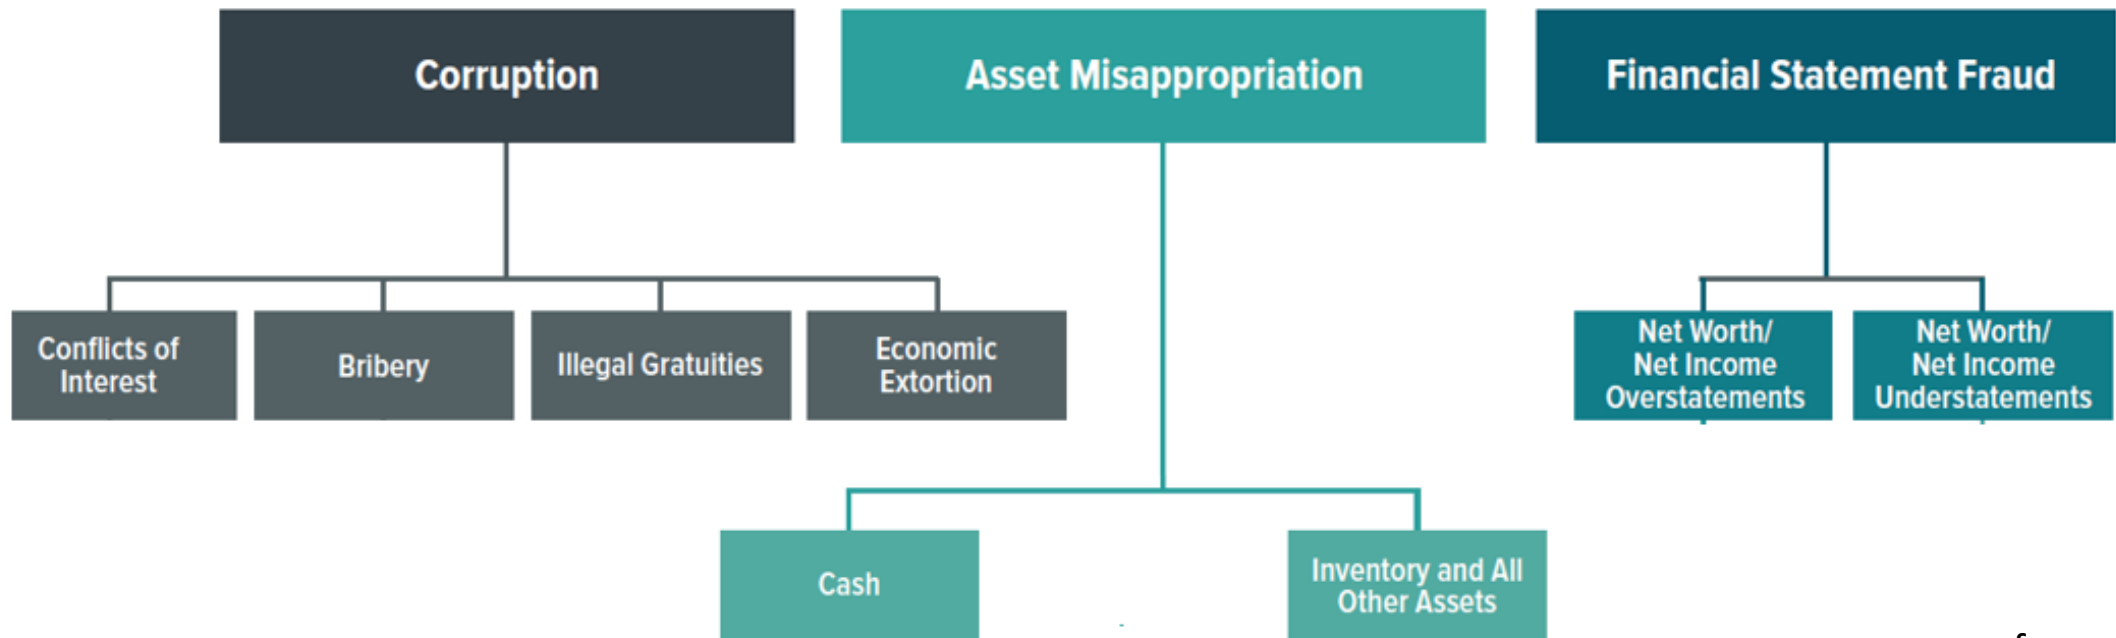 Corruption
Asset Misappropriation
Financial Statement Fraud
Conflicts of
Interest
Bribery
Illegal Gratuities
Economic
Extortion
Net Worth/
Net Income
Overstatements
Net Worth/
Net Income
Understatements
Cash
Inventory and All
Other Assets